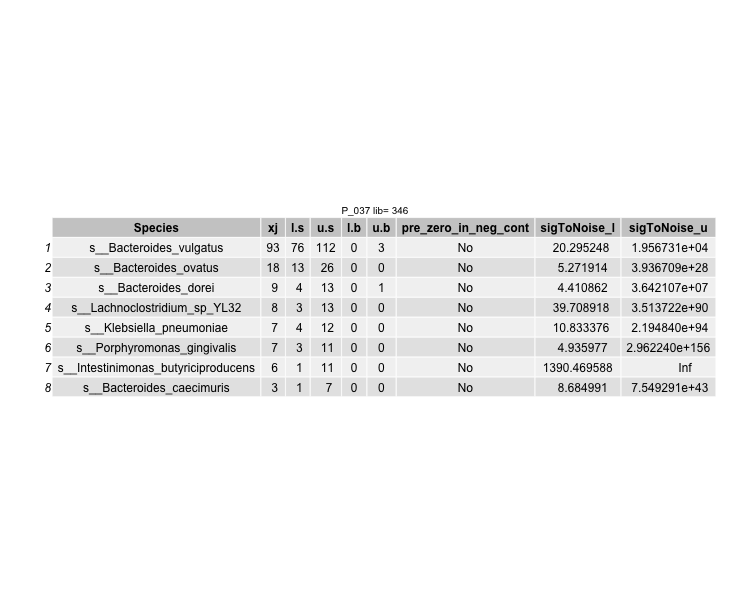 P_037 lib= 346
Species xj l.s u.s l.b u.b pre_zero_in_neg_cont sigToNoise_l sigToNoise_u
1 s__Bacteroides_vulgatus 93 76 112 0 3 No 20.295248 1.956731e+04
2 s__Bacteroides_ovatus 18 13 26 0 0 No 5.271914 3.936709e+28
3 s__Bacteroides_dorei 9 4 13 0 1 No 4.410862 3.642107e+07
4 s__Lachnoclostridium_sp_YL32 8 3 13 0 0 No 39.708918 3.513722e+90
5 s__Klebsiella_pneumoniae 7 4 12 0 0 No 10.833376 2.194840e+94
6 s__Porphyromonas_gingivalis 7 3 11 0 0 No 4.935977 2.962240e+156
7 s__Intestinimonas_butyriciproducens 6 1 11 0 0 No 1390.469588 Inf
8 s__Bacteroides_caecimuris 3 1 7 0 0 No 8.684991 7.549291e+43